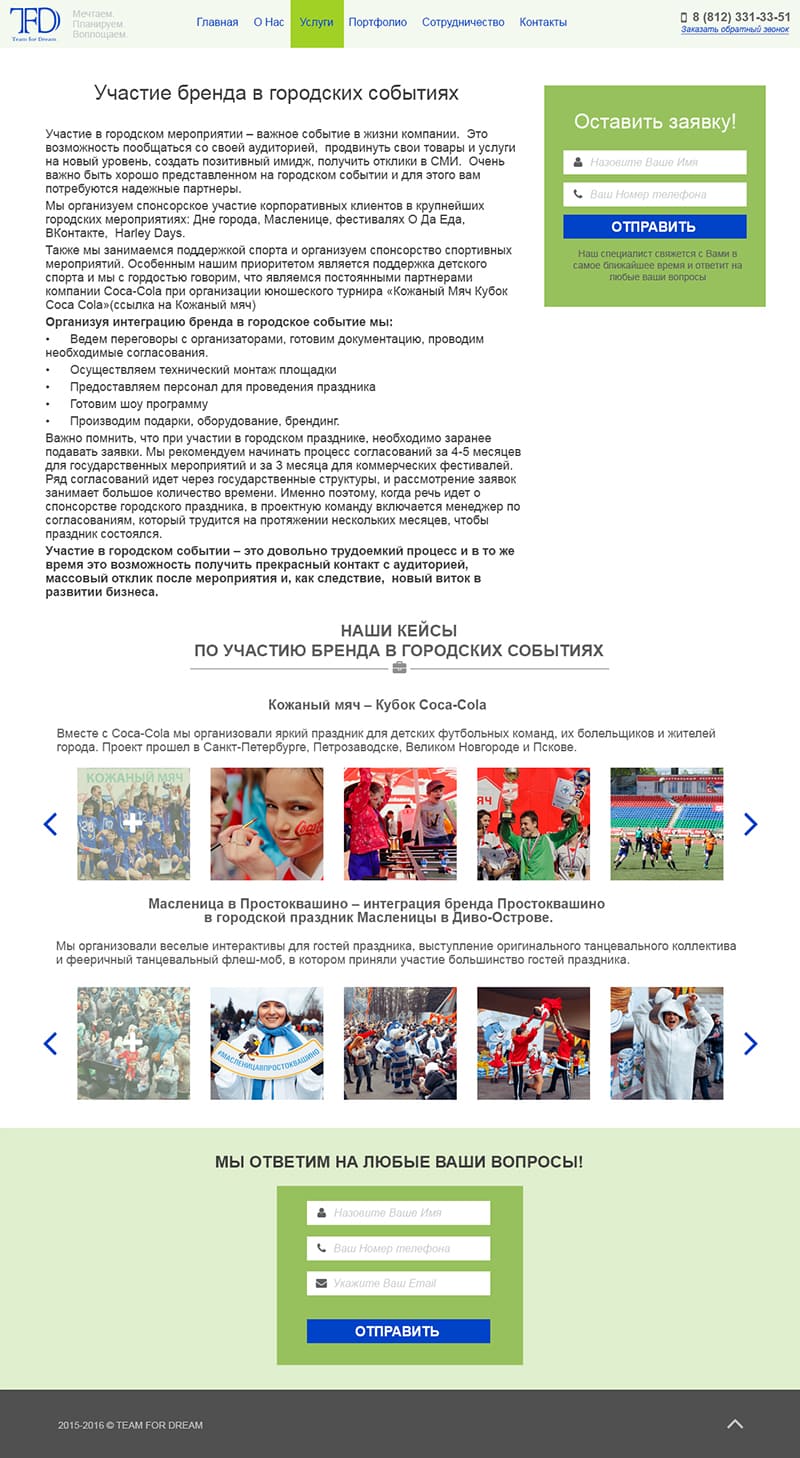 TFD
Team for Dream
Мечтаем.
Планируем.
Воплощаем.
Главная О Нас Услуги Портфолио Сотрудничество Контакты
8 (812) 331-33-51
Заказать обратный звонок
Участие бренда в городских событиях
Участие в городском мероприятии – важное событие в жизни компании. Это
возможность пообщаться со своей аудиторией, продвинуть свои товары и услуги
на новый уровень, создать позитивный имидж, получить отклики в СМИ. Очень
важно быть хорошо представленном на городском событии и для этого вам
потребуются надежные партнеры.
Мы организуем спонсорское участие корпоративных клиентов в крупнейших
городских мероприятиях: Дне города, Масленице, фестивалях О Да Еда,
ВКонтакте, Harley Days.
Также мы занимаемся поддержкой спорта и организуем спонсорство спортивных
мероприятий. Особенным нашим приоритетом является поддержка детского
спорта и мы с гордостью говорим, что являемся постоянными партнерами
компании Coca-Cola при организации юношеского турнира «Кожаный Мяч Кубок
Coca Cola»(ссылка на Кожаный мяч)
Организуя интеграцию бренда в городское событие мы:
• Ведем переговоры с организаторами, готовим документацию, проводим
необходимые согласования.
• Осуществляем технический монтаж площадки
• Предоставляем персонал для проведения праздника
• Готовим шоу программу
• Производим подарки, оборудование, брендинг.
Важно помнить, что при участии в городском празднике, необходимо заранее
подавать заявки. Мы рекомендуем начинать процесс согласований за 4-5 месяцев
для государственных мероприятий и за 3 месяца для коммерческих фестивалей.
Ряд согласований идет через государственные структуры, и рассмотрение заявок
занимает большое количество времени. Именно поэтому, когда речь идет о
спонсорстве городского праздника, в проектную команду включается менеджер по
согласованиям, который трудится на протяжении нескольких месяцев, чтобы
праздник состоялся.
Участие в городском событии – это довольно трудоемкий процесс и в то же
время это возможность получить прекрасный контакт с аудиторией,
массовый отклик после мероприятия и, как следствие, новый виток в
развитии бизнеса.
Оставить заявку!
Назовите Ваше Имя
Ваш Номер телефона
ОТПРАВИТЬ
Наш специалист свяжется с Вами в
самое ближайшее время и ответит на
любые ваши вопросы
НАШИ КЕЙСЫ
ПО УЧАСТИЮ БРЕНДА В ГОРОДСКИХ СОБЫТИЯХ
Кожаный мяч – Кубок Coca-Cola
Вместе с Coca-Cola мы организовали яркий праздник для детских футбольных команд, их болельщиков и жителей
города. Проект прошел в Санкт-Петербурге, Петрозаводске, Великом Новгороде и Пскове.
КОЖАНЫЙ МЯЧ
Масленица в Простоквашино – интеграция бренда Простоквашино
в городской праздник Масленицы в Диво-Острове.
Мы организовали веселые интерактивы для гостей праздника, выступление оригинального танцевального коллектива
и фееричный танцевальный флеш-моб, в котором приняли участие большинство гостей праздника.
#МАСЛЕНИЦАВПРОСТОКВАШИНО
МЫ ОТВЕТИМ НА ЛЮБЫЕ ВАШИ ВОПРОСЫ!
Назовите Ваше Имя
Ваш Номер телефона
Укажите Ваш Email
ОТПРАВИТЬ
2015-2016 © TEAM FOR DREAM